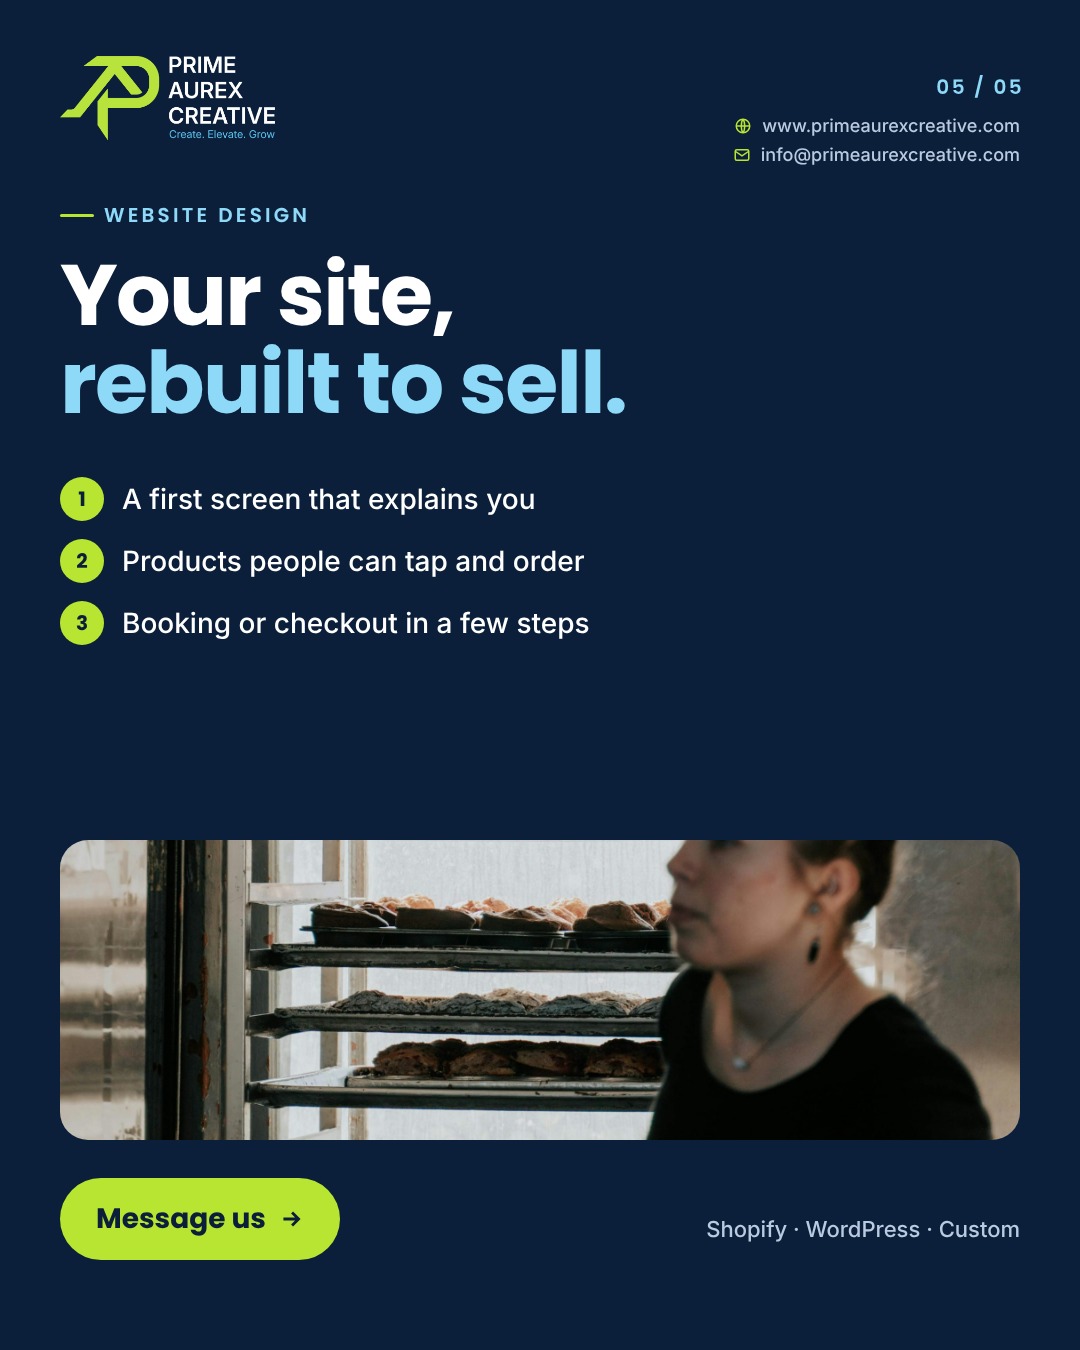 PRIME
AUREX
CREATIVE
Create. Elevate. Grow
05 / 05
www.primeaurexcreative.com
info@primeaurexcreative.com
WEBSITE DESIGN
Your site,
rebuilt to sell.
1 A first screen that explains you
2 Products people can tap and order
3 Booking or checkout in a few steps
Message us →
Shopify · WordPress · Custom